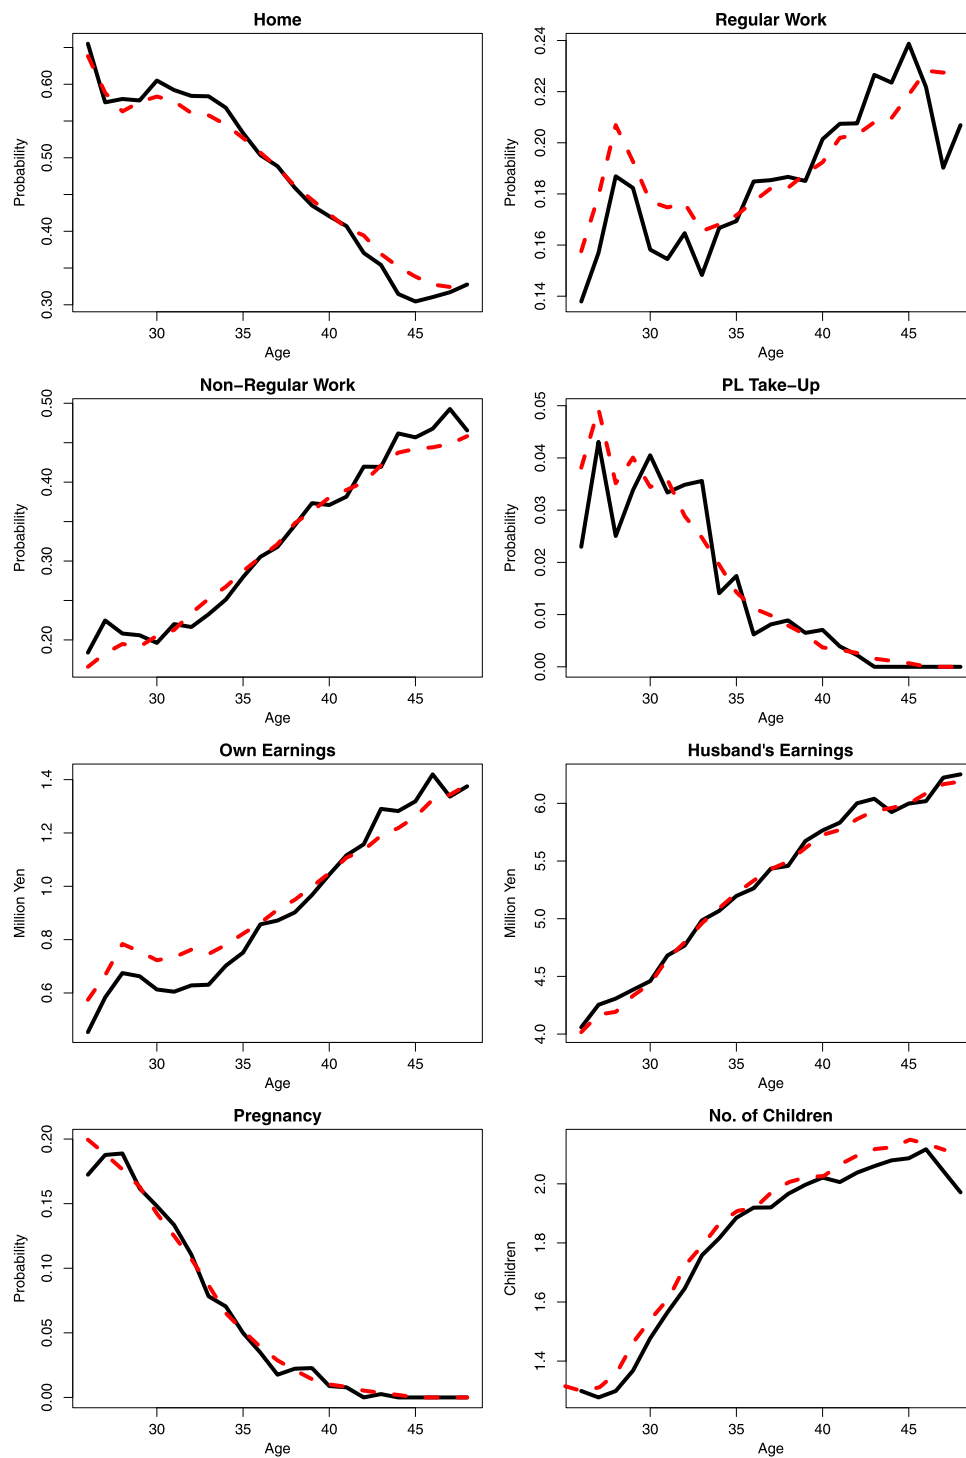 Home
Probability
0.30 0.40 0.50 0.60
30 35 40 45
Age
Regular Work
Probability
0.14 0.16 0.18 0.20 0.22 0.24
30 35 40 45
Age
Non−Regular Work
Probability
0.20 0.30 0.40 0.50
30 35 40 45
Age
PL Take−Up
Probability
0.00 0.01 0.02 0.03 0.04 0.05
30 35 40 45
Age
Own Earnings
Million Yen
0.6 0.8 1.0 1.2 1.4
30 35 40 45
Age
Husband's Earnings
Million Yen
4.0 4.5 5.0 5.5 6.0
30 35 40 45
Age
Pregnancy
Probability
0.00 0.05 0.10 0.15 0.20
30 35 40 45
Age
No. of Children
Children
1.4 1.6 1.8 2.0
30 35 40 45
Age